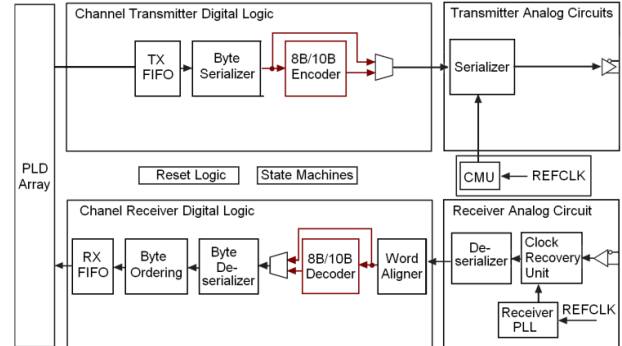 Channel Transmitter Digital Logic
Transmitter Analog Circuits
TX
FIFO
Byte
Serializer
8B/10B
Encoder
Serializer
PLD
Array
Reset Logic
State Machines
CMU
REFCLK
Chanel Receiver Digital Logic
Receiver Analog Circuit
RX
FIFO
Byte
Ordering
Byte
De-
serializer
8B/10B
Decoder
Word
Aligner
De-
serializer
Clock
Recovery
Unit
Receiver
PLL
REFCLK